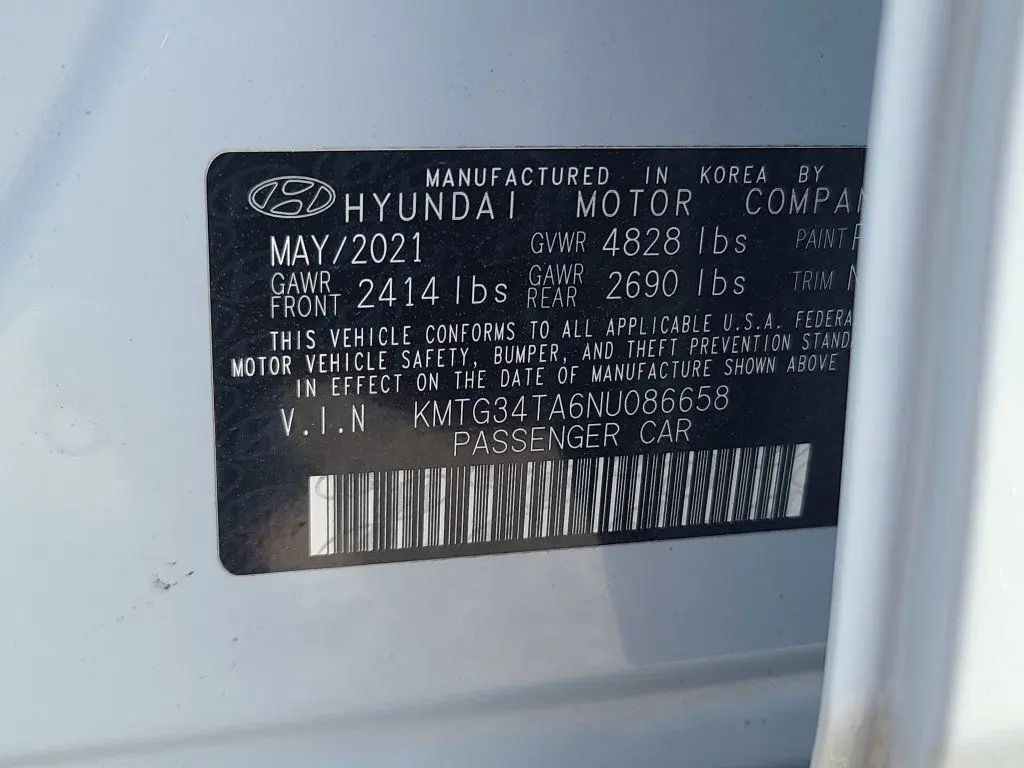 MANUFACTURED IN KOREA BY
HYUNDAI MOTOR
MAY/2021 GVWR 4828 lbs PAINT
GAWR FRONT 2414 lbs GAWR REAR 2690 lbs TRIM
THIS VEHICLE CONFORMS TO ALL APPLICABLE U.S.A.
MOTOR VEHICLE SAFETY, BUMPER, AND THEFT PREVENTION
IN EFFECT ON THE DATE OF MANUFACTURE SHOWN ABOVE
V.I.N KMTG34TA6NU086658
PASSENGER CAR